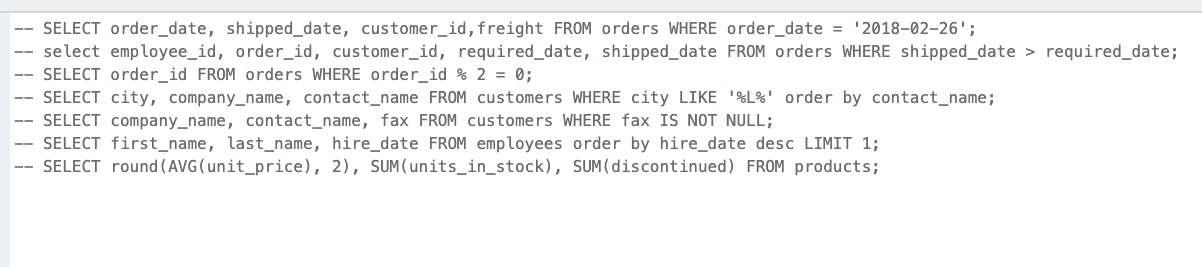 -- SELECT order_date, shipped_date, customer_id,freight FROM orders WHERE order_date = '2018-02-26';
-- select employee_id, order_id, customer_id, required_date, shipped_date FROM orders WHERE shipped_date > required_date;
-- SELECT order_id FROM orders WHERE order_id % 2 = 0;
-- SELECT city, company_name, contact_name FROM customers WHERE city LIKE '%L%' order by contact_name;
-- SELECT company_name, contact_name, fax FROM customers WHERE fax IS NOT NULL;
-- SELECT first_name, last_name, hire_date FROM employees order by hire_date desc LIMIT 1;
-- SELECT round(AVG(unit_price), 2), SUM(units_in_stock), SUM(discontinued) FROM products;